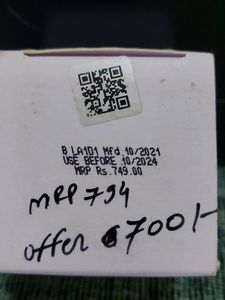 B LA1D1 Mfd.10/2021
USE BEFORE 10/2024
MRP Rs.749.00
MRP 794
offer 700/-